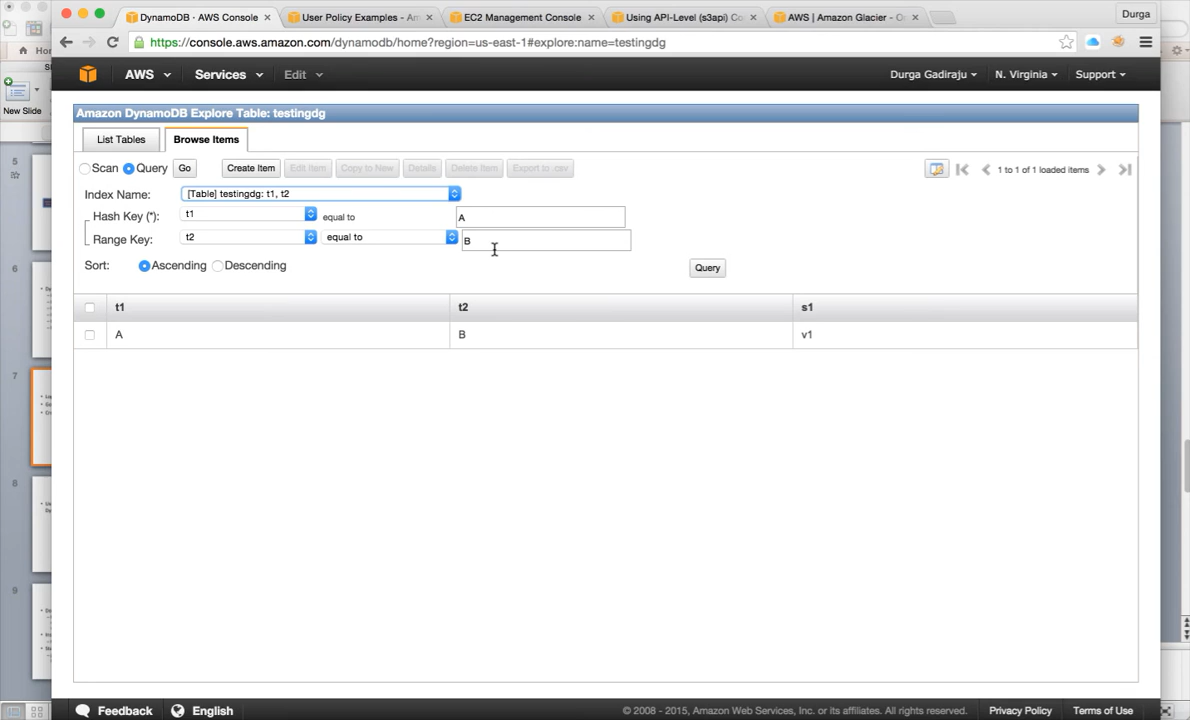 DynamoDB · AWS Console
User Policy Examples - Am
EC2 Management Console
Using API-Level (s3api) Co
AWS | Amazon Glacier - O
Durga
https://console.aws.amazon.com/dynamodb/home?region=us-east-1#explore:name=testingdg
AWS
Services
Edit
Durga Gadiraju
N. Virginia
Support
New Slide
Amazon DynamoDB Explore Table: testingdg
List Tables
Browse Items
Scan
Query
Go
Create Item
Edit Item
Copy to New
Details
Delete Item
Export to .csv
1 to 1 of 1 loaded items
Index Name:
[Table] testingdg: t1, t2
Hash Key (*):
t1
equal to
A
Range Key:
t2
equal to
B
Sort:
Ascending
Descending
Query
t1
t2
s1
A
B
v1
5
6
7
8
9
Feedback
English
© 2008 - 2015, Amazon Web Services, Inc. or its affiliates. All rights reserved.
Privacy Policy
Terms of Use